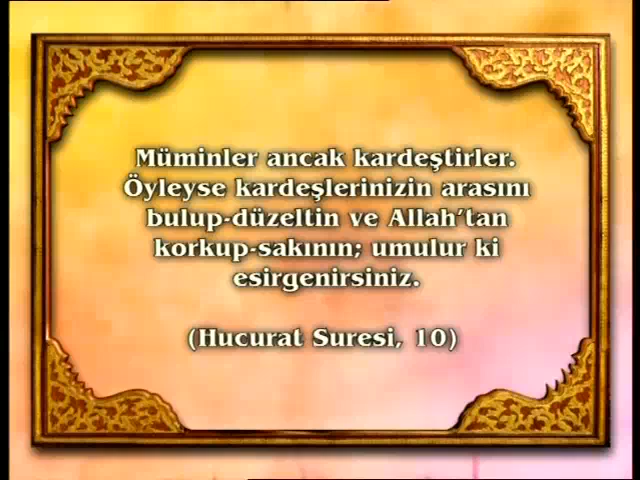 Müminler ancak kardeştirler.
Öyleyse kardeşlerinizin arasını
bulup-düzeltin ve Allah'tan
korkup-sakının; umulur ki
esirgenirsiniz.
(Hucurat Suresi, 10)